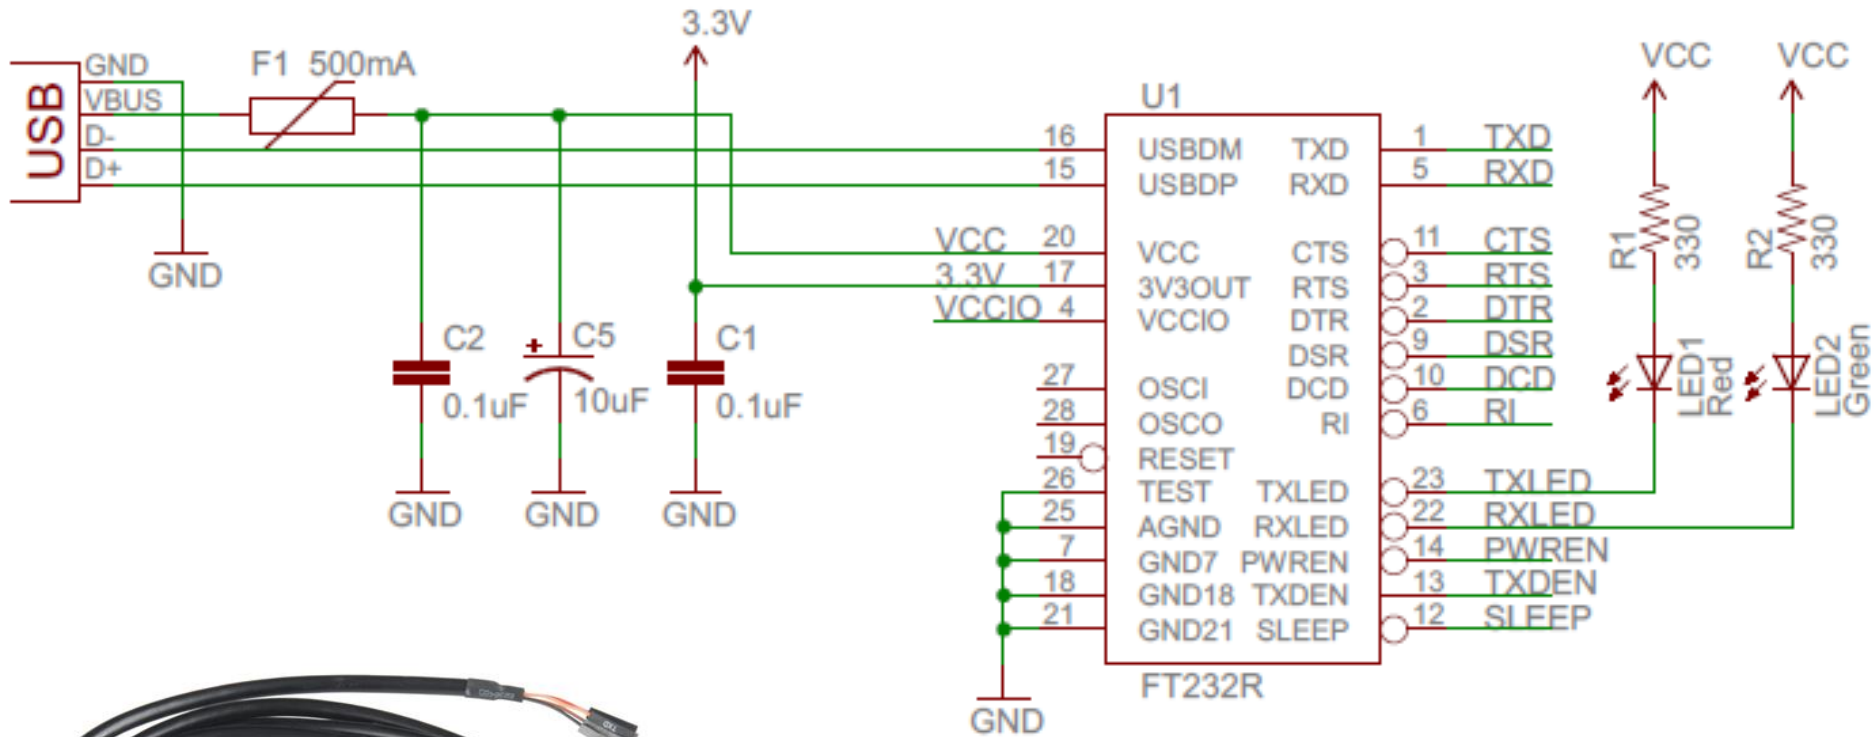 3.3V
USB
GND
VBUS
D-
D+
F1 500mA
GND
C2
0.1uF
GND
C5
+
10uF
GND
C1
0.1uF
GND
VCC
3.3V
VCCIO
U1
16 USBDM TXD 1 TXD
15 USBDP RXD 5 RXD
20 VCC CTS 11 CTS
17 3V3OUT RTS 3 RTS
4 VCCIO DTR 2 DTR
DSR 9 DSR
27 OSCI DCD 10 DCD
28 OSCO RI 6 RI
19 RESET
26 TEST TXLED 23 TXLED
25 AGND RXLED 22 RXLED
7 GND7 PWREN 14 PWREN
18 GND18 TXDEN 13 TXDEN
21 GND21 SLEEP 12 SLEEP
FT232R
GND
VCC
R1
330
LED1
Red
VCC
R2
330
LED2
Green
TXD